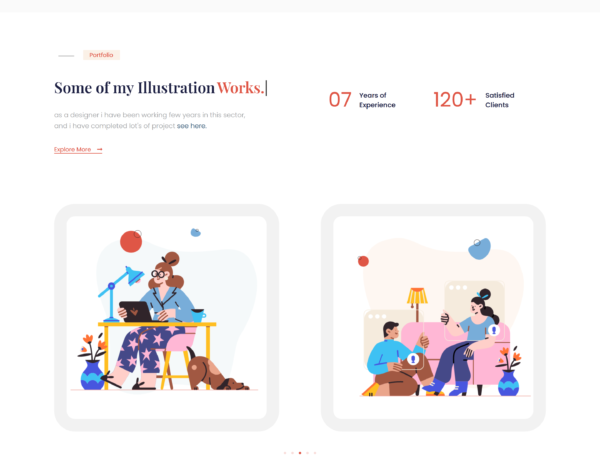 Portfolio
Some of my Illustration Works.
as a designer i have been working few years in this sector,
and i have completed lot's of project see here.
Explore More
07
Years of
Experience
120+
Satisfied
Clients